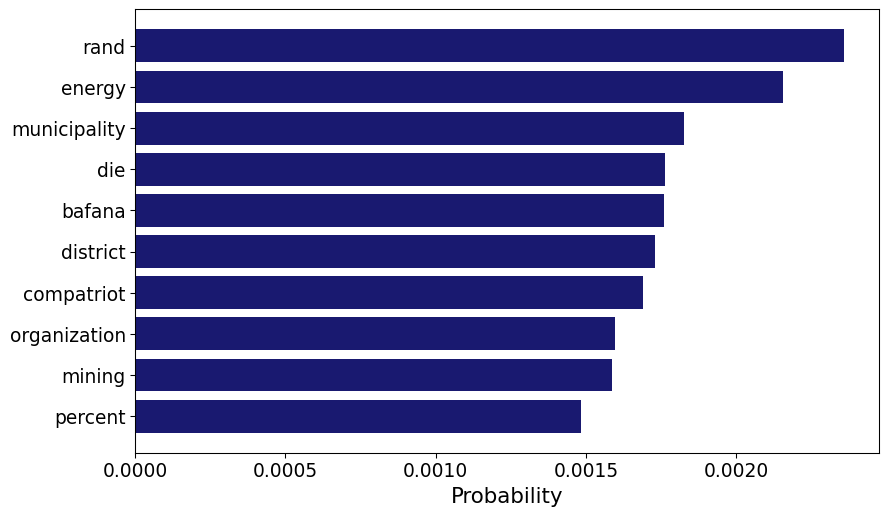 rand
energy
municipality
die
bafana
district
compatriot
organization
mining
percent
0.0000 0.0005 0.0010 0.0015 0.0020
Probability